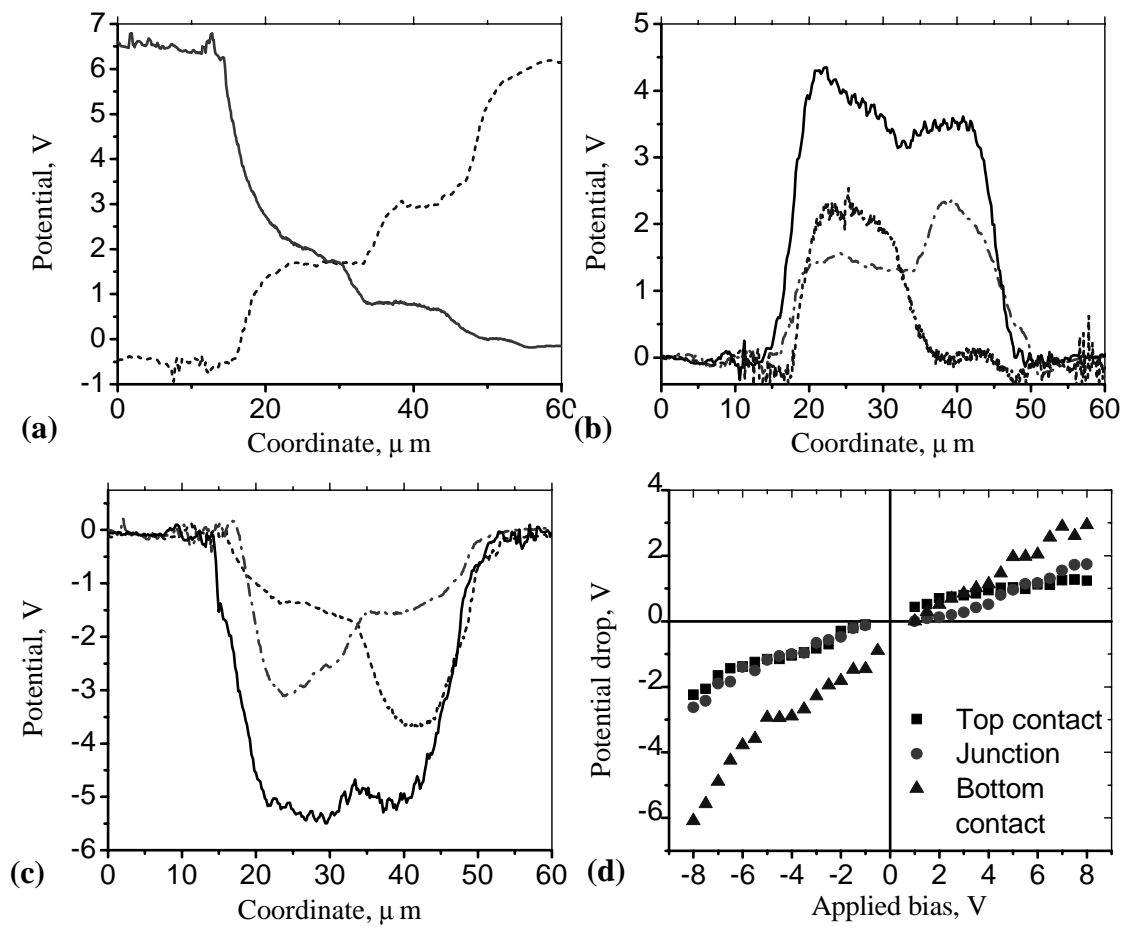 7
6
5
4
3
2
1
0
-1
Potential, V
0 20 40 60
(a)
Coordinate, μ m
5
4
3
2
1
0
Potential, V
0 10 20 30 40 50 60
(b)
Coordinate, μ m
0
-1
-2
-3
-4
-5
-6
Potential, V
0 10 20 30 40 50 60
(c)
Coordinate, μ m
4
2
0
-2
-4
-6
Potential drop, V
Top contact
Junction
Bottom
contact
-8 -6 -4 -2 0 2 4 6 8
(d)
Applied bias, V